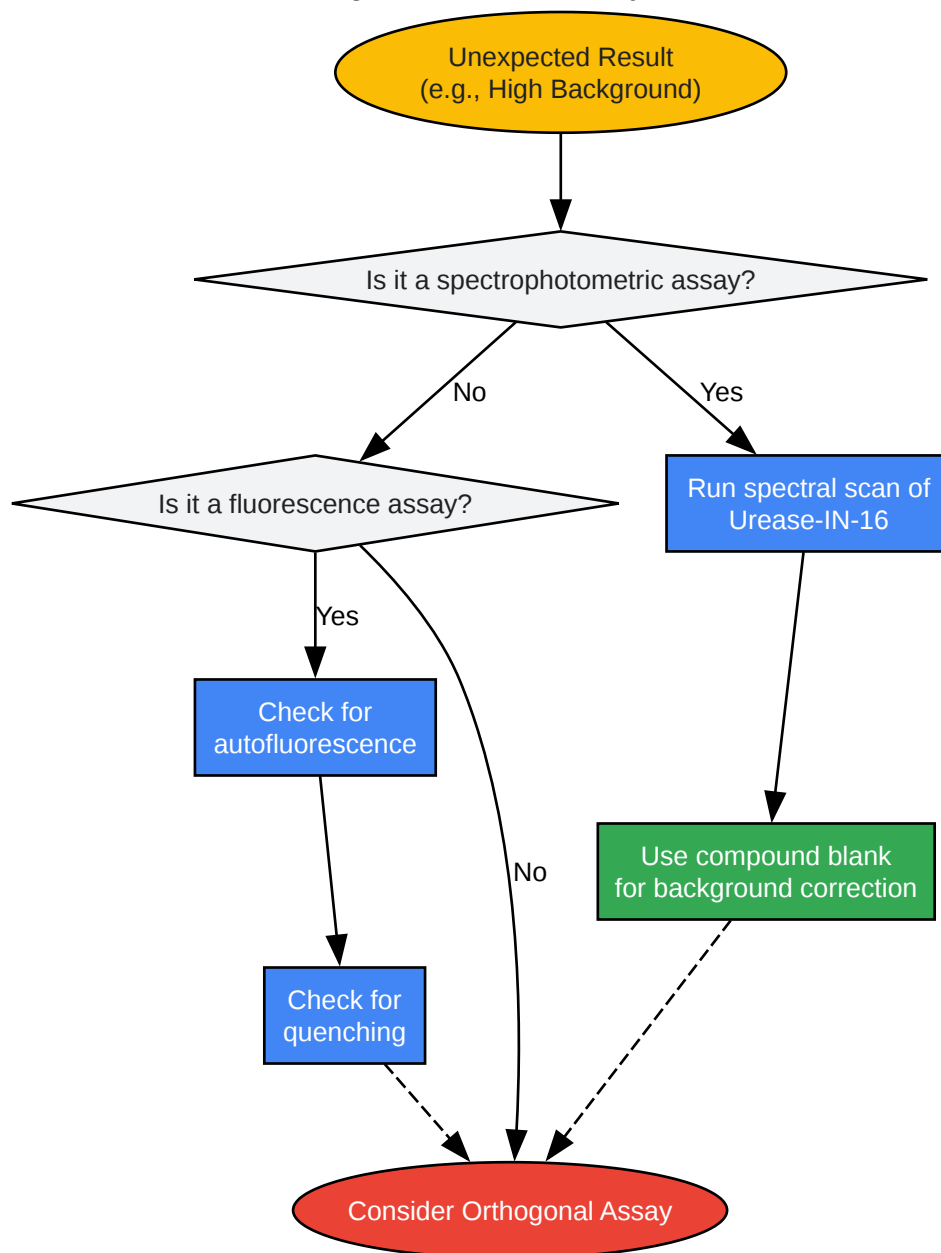 Unexpected Result
(e.g., High Background)
Is it a spectrophotometric assay?
No
Yes
Is it a fluorescence assay?
Run spectral scan of
Urease-IN-16
Yes
Check for
autofluorescence
No
Use compound blank
for background correction
Check for
quenching
Consider Orthogonal Assay